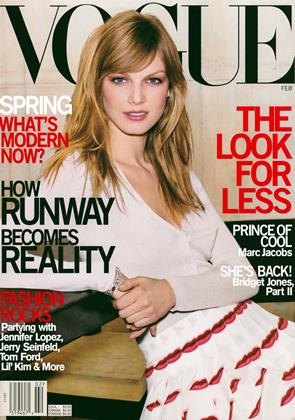 VOGUE
FEB
SPRING
WHAT'S
MODERN
NOW?
THE
LOOK
FOR
LESS
HOW
RUNWAY
BECOMES
REALITY
PRINCE OF
COOL
Marc Jacobs
SHE'S BACK!
Bridget Jones,
Part II
FASHION
ROCKS
Partying with
Jennifer Lopez,
Jerry Seinfeld,
Tom Ford,
Lil' Kim & More